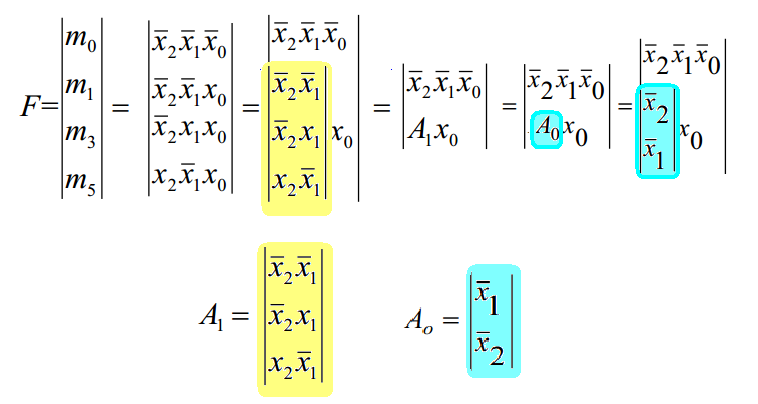 F= |m₀ m₁ m₃ m₅| = |x̅₂x̅₁x̅₀ x̅₂x̅₁x₀ x̅₂x₁x₀ x₂x̅₁x₀| = |x̅₂x̅₁x̅₀ |x̅₂x̅₁ x̅₂x₁ x₂x̅₁| x₀| = |x̅₂x̅₁x̅₀ A₁x₀| = |x̅₂x̅₁x̅₀ A₀x₀| = |x̅₂x̅₁x̅₀ |x̅₂ x̅₁| x₀|
A₁ = |x̅₂x̅₁ x̅₂x₁ x₂x̅₁| Aₒ = |x̅₁ x̅₂|